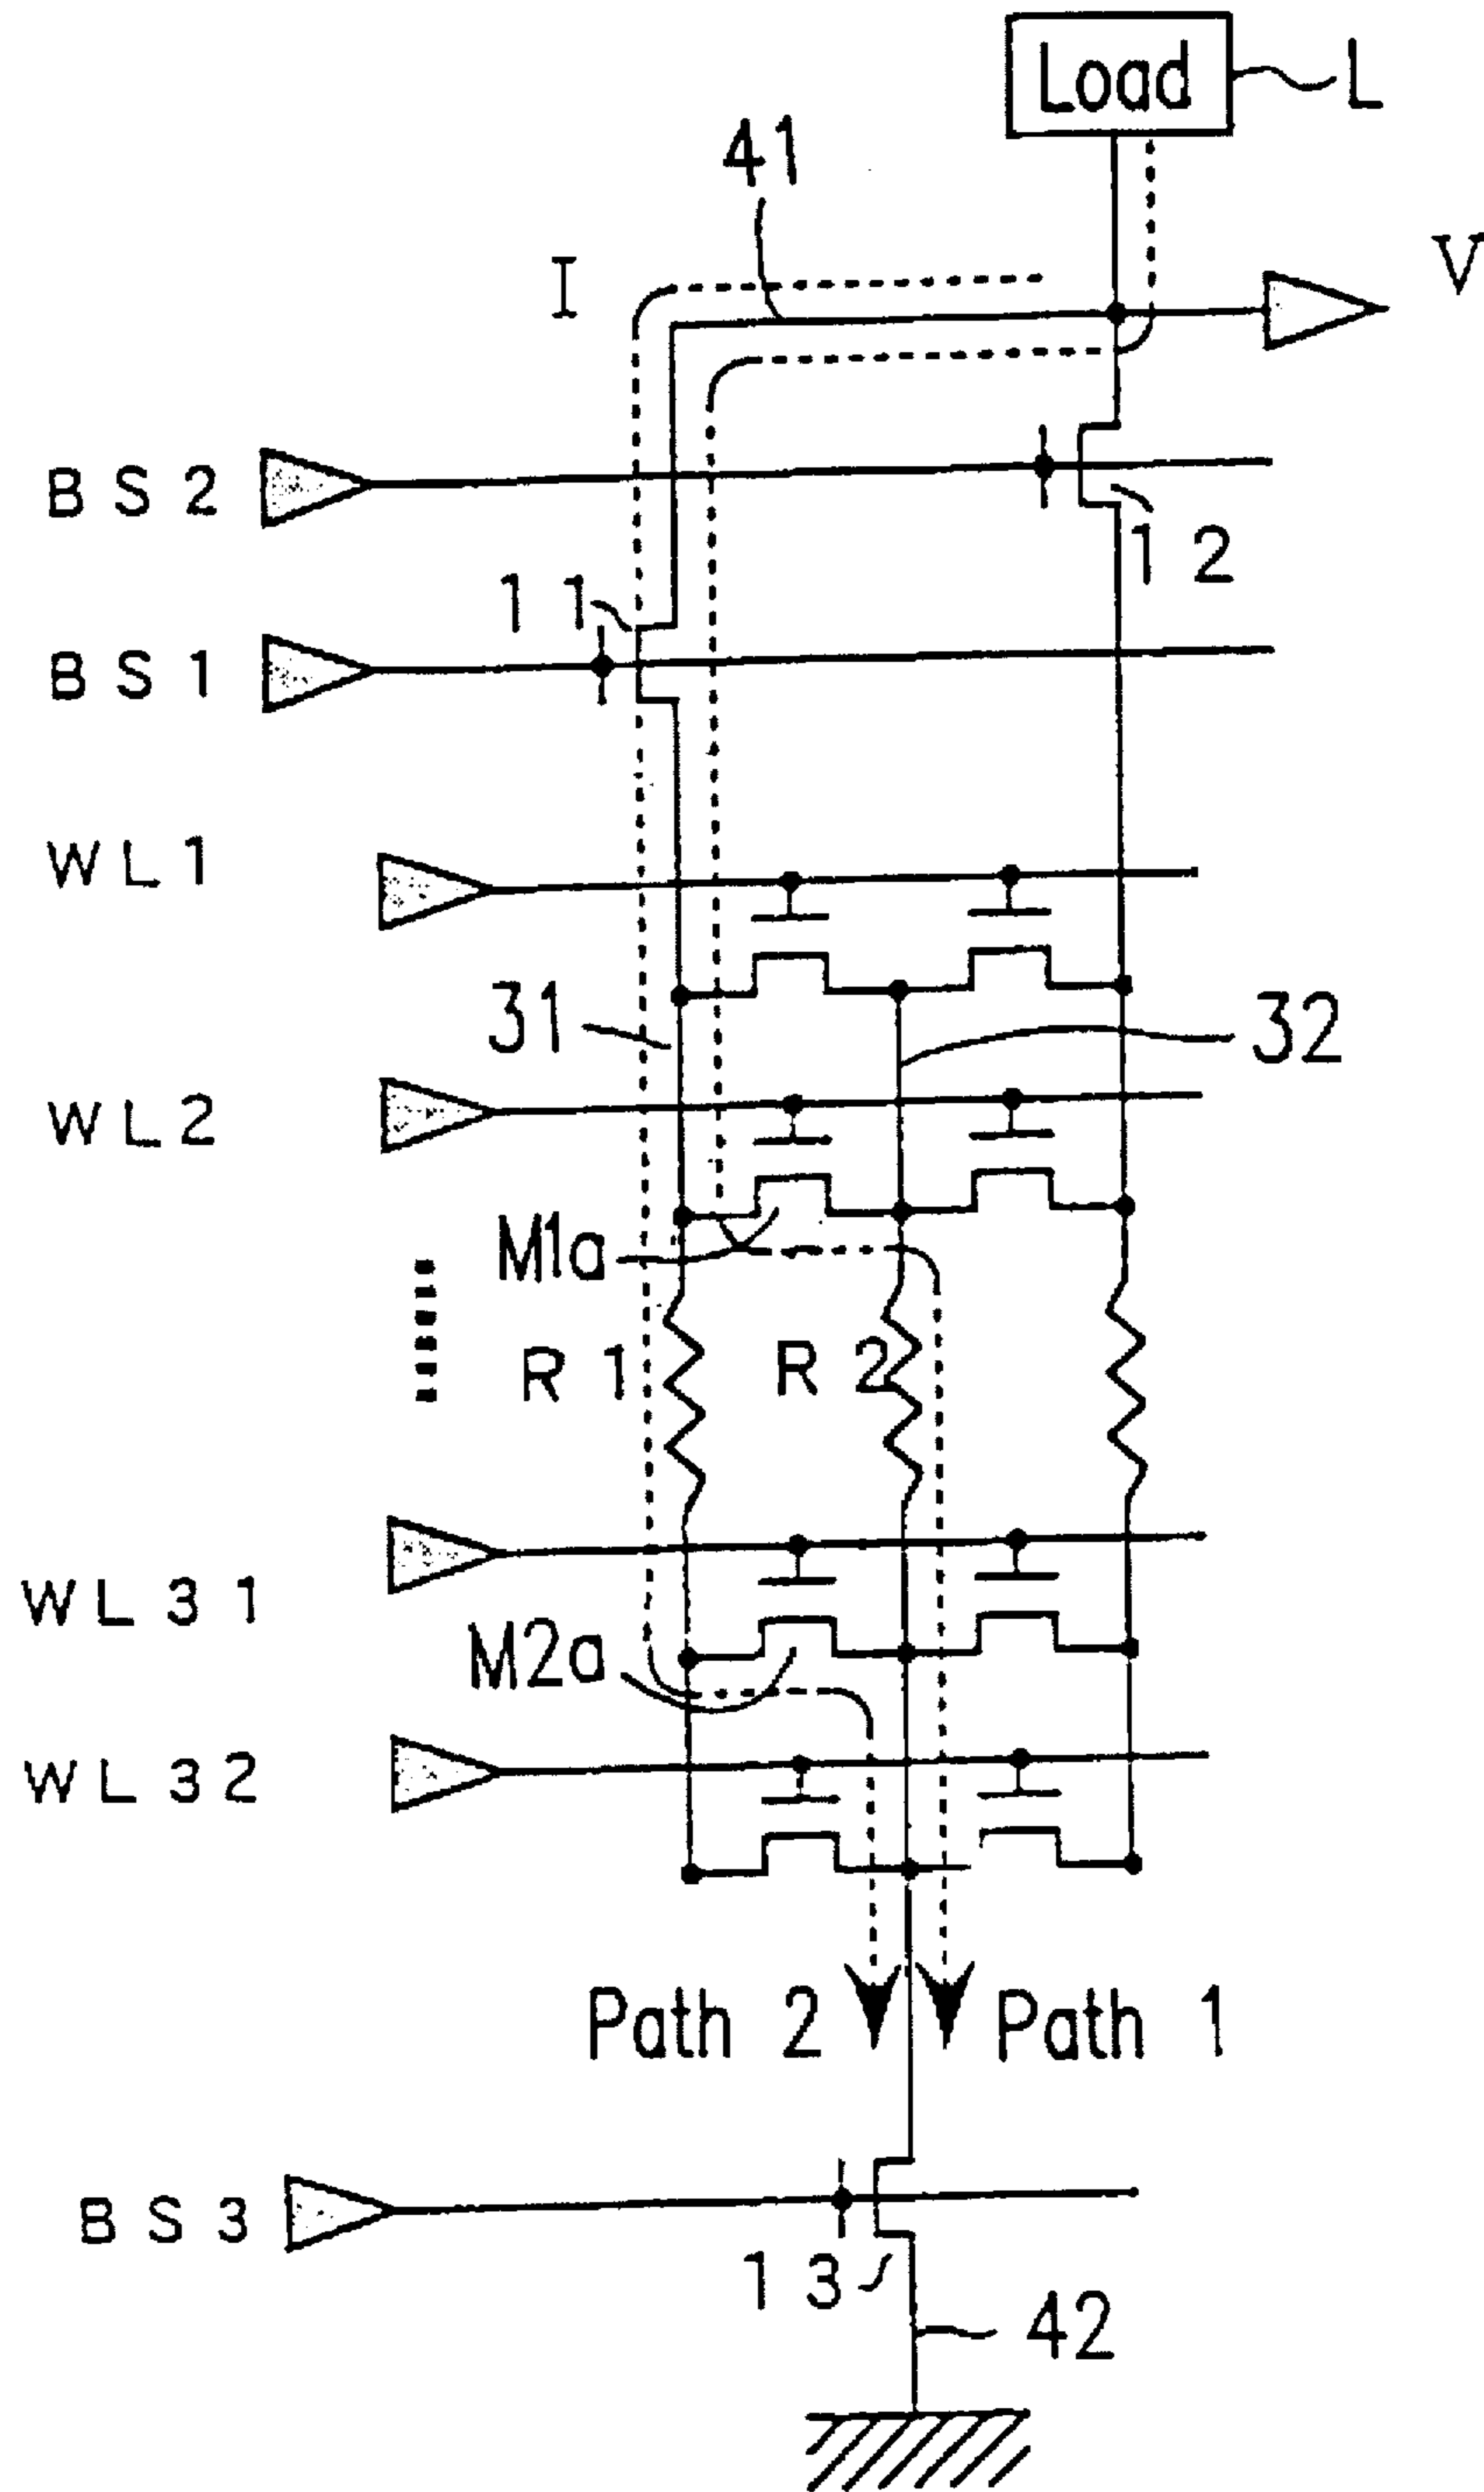 Load
L
41
I
V
BS2
12
11
BS1
WL1
31
32
WL2
M1a
R1
R2
WL31
M2a
WL32
Path 2
Path 1
BS3
13
42